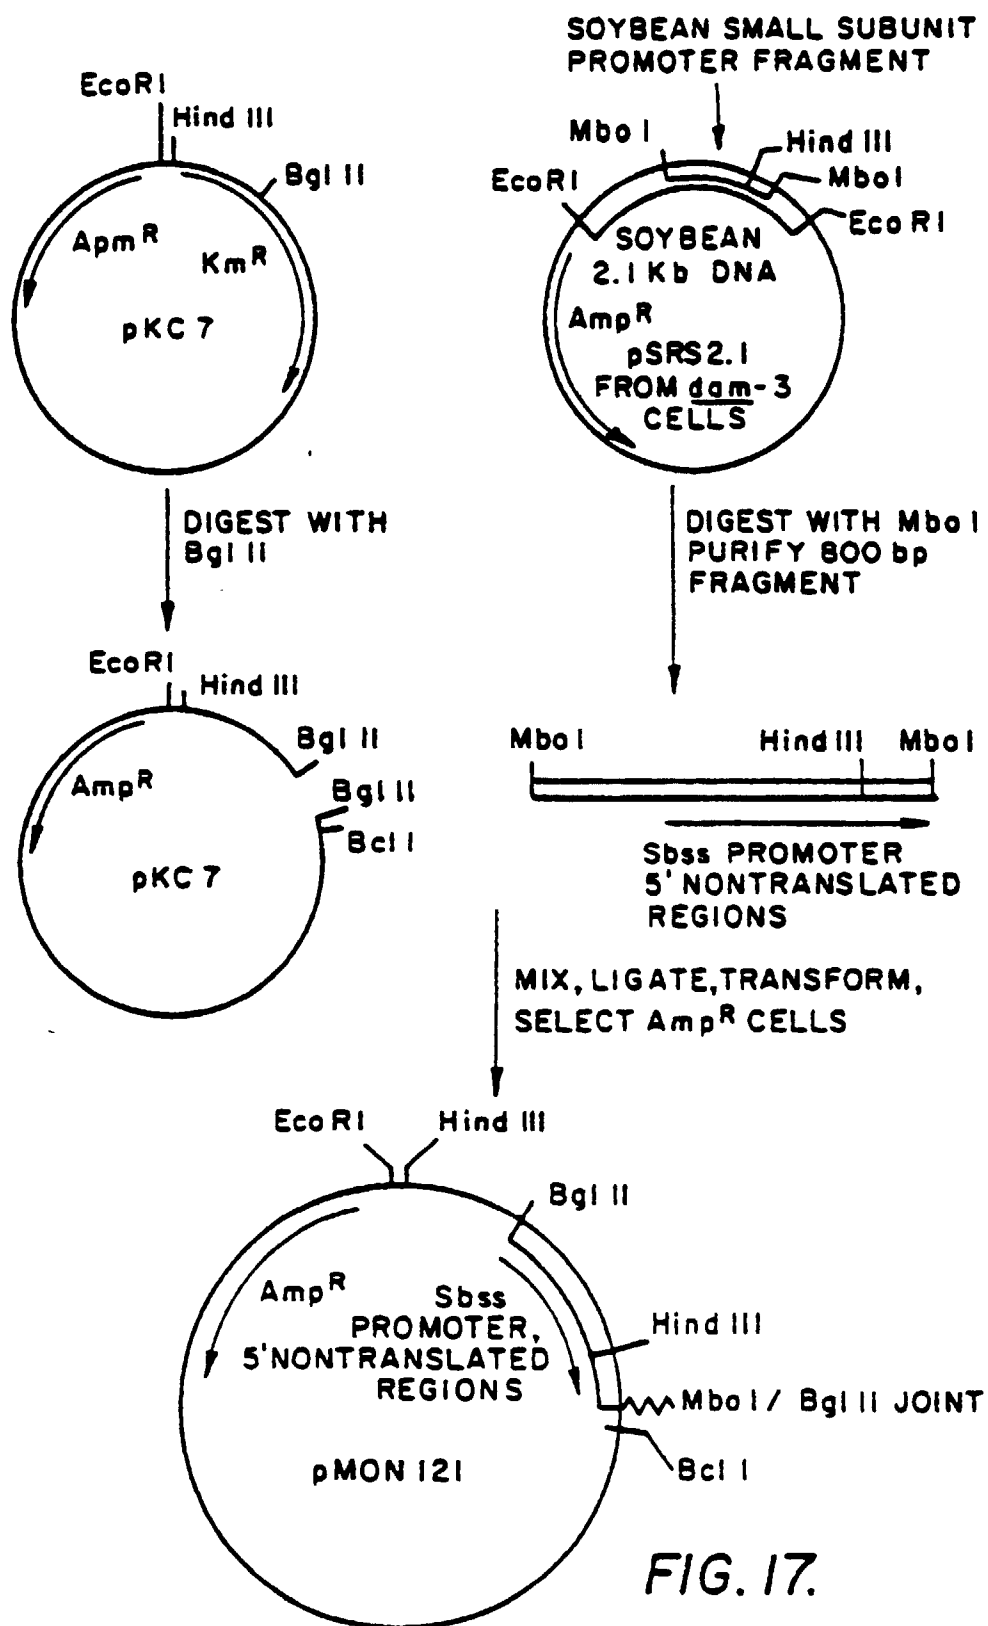 SOYBEAN SMALL SUBUNIT
PROMOTER FRAGMENT
EcoRI
Hind III
Bgl II
Apm R
Km R
pKC 7
Mbo I
Hind III
Mbo I
EcoRI
Eco RI
SOYBEAN
2.1 Kb DNA
Amp R
pSRS2.1
FROM dam-3
CELLS
DIGEST WITH
Bgl II
DIGEST WITH Mbo I
PURIFY 800 bp
FRAGMENT
EcoRI
Hind III
Bgl II
Bgl II
Bcl I
Amp R
pKC 7
Mbo I
Hind III
Mbo I
Sbss PROMOTER
5' NONTRANSLATED
REGIONS
MIX, LIGATE, TRANSFORM,
SELECT Amp R CELLS
Eco RI
Hind III
Bgl II
Amp R
Sbss
PROMOTER,
5' NONTRANSLATED
REGIONS
Hind III
Mbo I / Bgl II JOINT
Bcl I
pMON 121
FIG. 17.